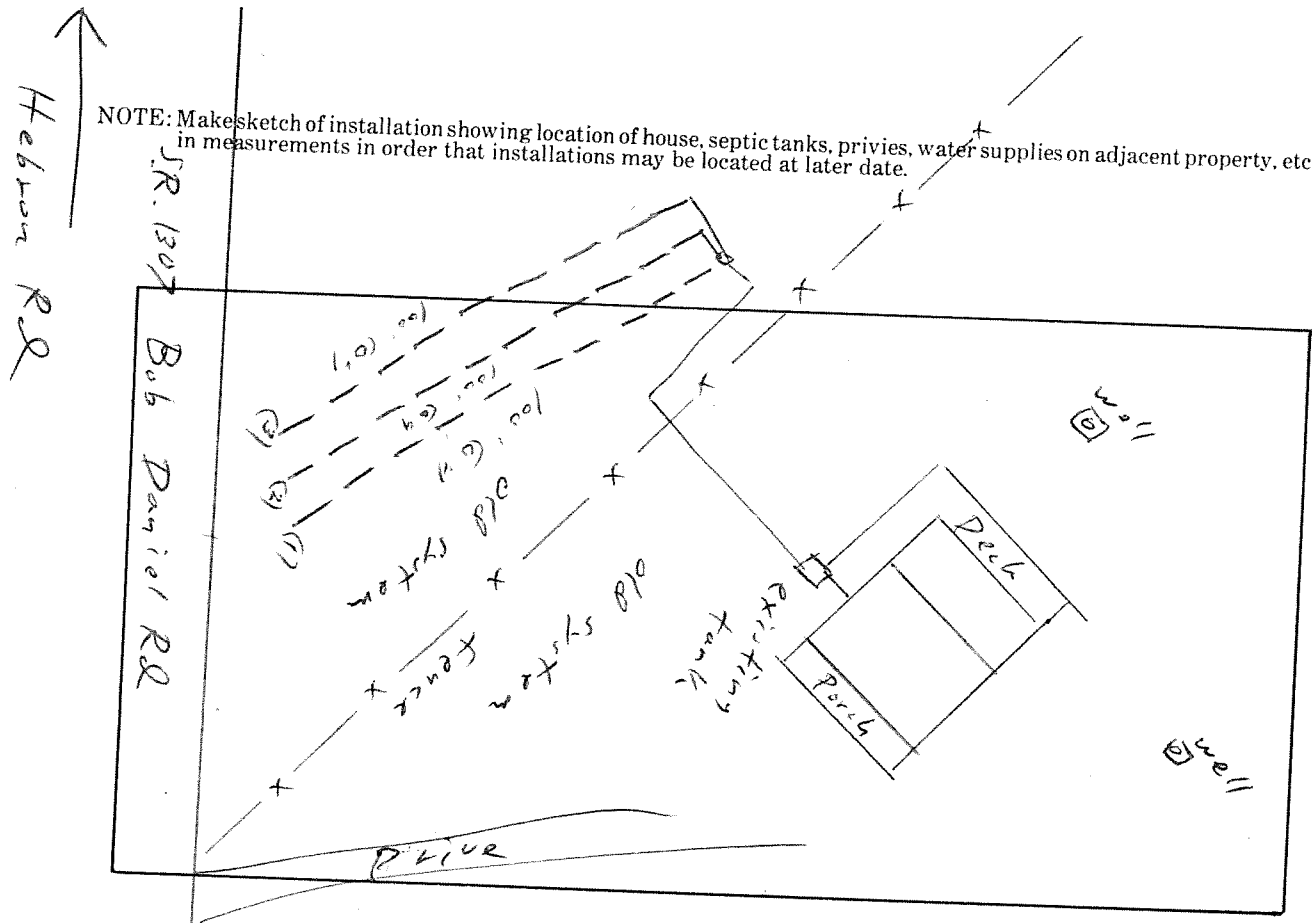 NOTE: Make sketch of installation showing location of house, septic tanks, privies, water supplies on adjacent property, etc
in measurements in order that installations may be located at later date.
Hebron Rd
S.R. 1307
Bob Daniel Rd
(3)
(2)
(1)
old system
old system
fence
existing
tank
Deck
Porch
well
well
Drive